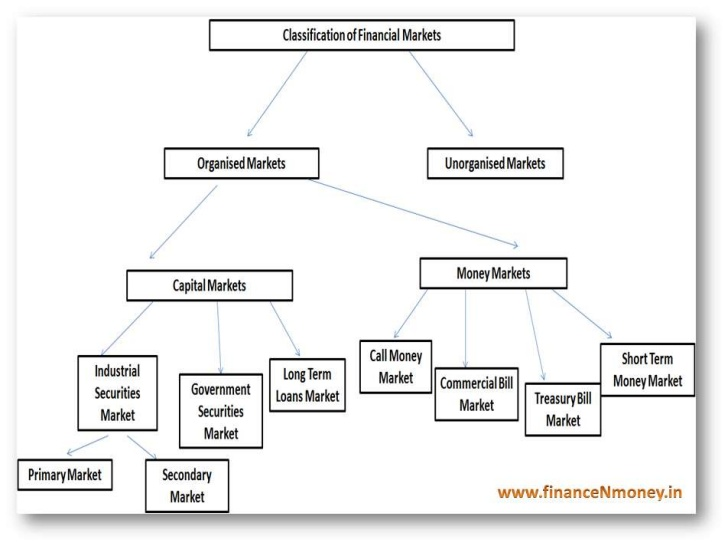 Classification of Financial Markets
Organised Markets
Unorganised Markets
Capital Markets
Money Markets
Industrial
Securities
Market
Government
Securities
Market
Long Term
Loans Market
Call Money
Market
Commercial Bill
Market
Treasury Bill
Market
Short Term
Money Market
Primary Market
Secondary
Market
www.financeNmoney.in